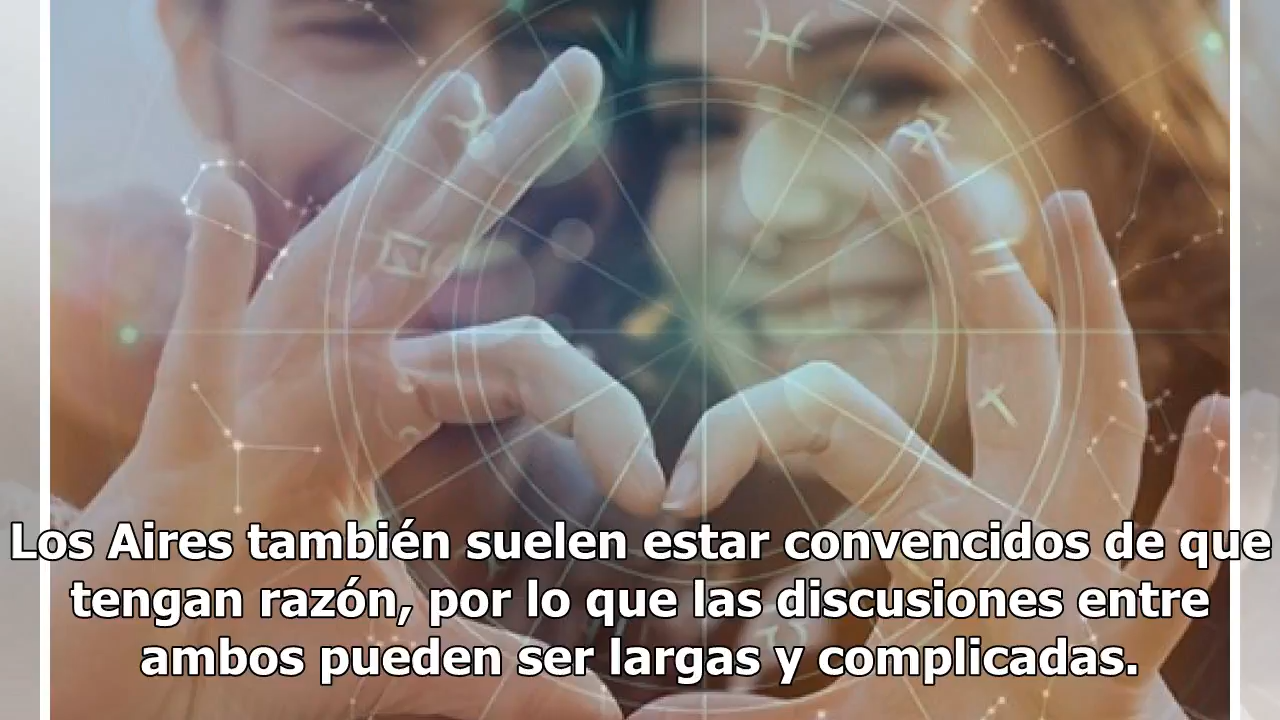 Los Aires también suelen estar convencidos de que
tengan razón, por lo que las discusiones entre
ambos pueden ser largas y complicadas.